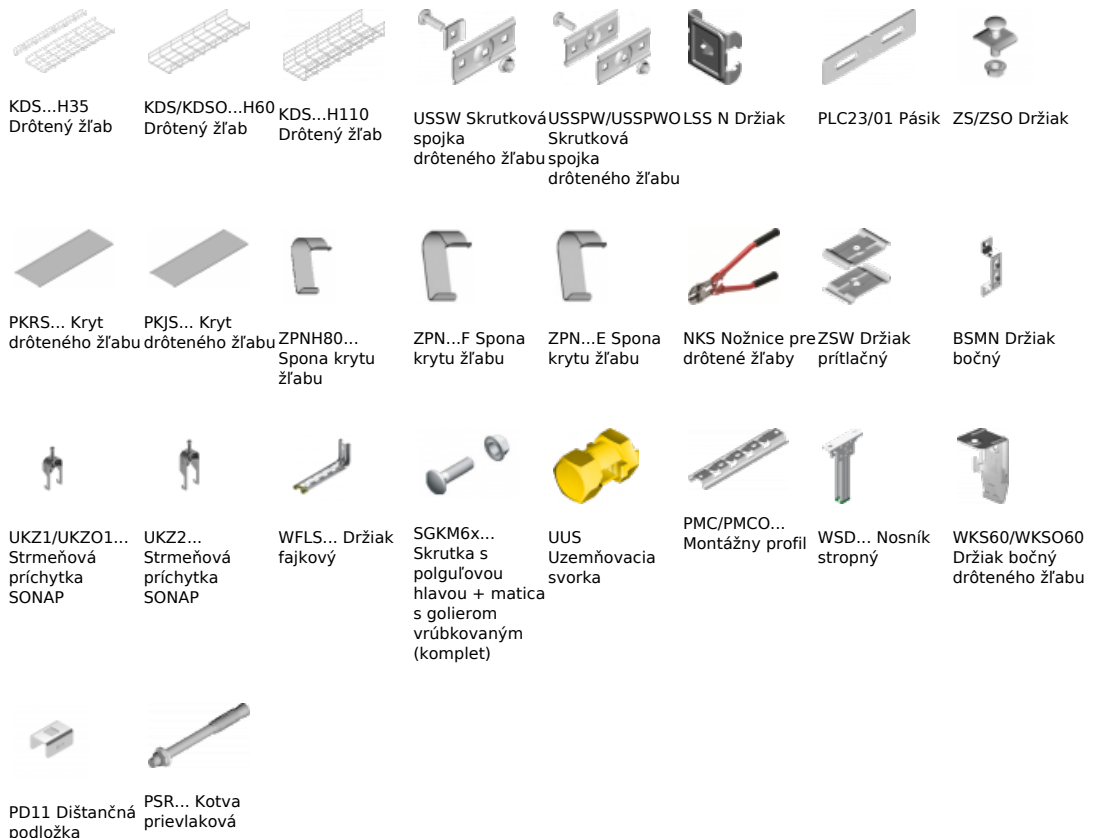 KDS...H35
Drôtený žľab
KDS/KDSO...H60
Drôtený žľab
KDS...H110
Drôtený žľab
USSW Skrutková
spojka
drôteného žľabu
USSPW/USSPWO
Skrutková
spojka
drôteného žľabu
LSS N Držiak
PLC23/01 Pásik
ZS/ZSO Držiak
PKRS... Kryt
drôteného žľabu
PKJS... Kryt
drôteného žľabu
ZPNH80...
Spona krytu
žľabu
ZPN...F Spona
krytu žľabu
ZPN...E Spona
krytu žľabu
NKS Nožnice pre
drôtené žľaby
ZSW Držiak
prítlačný
BSMN Držiak
bočný
UKZ1/UKZO1...
Strmeňová
príchytka
SONAP
UKZ2...
Strmeňová
príchytka
SONAP
WFLS... Držiak
fajkový
SGKM6x...
Skrutka s
polguľovou
hlavou + matica
s golierom
vrúbkovaným
(komplet)
UUS
Uzemňovacia
svorka
PMC/PMCO...
Montážny profil
WSD... Nosník
stropný
WKS60/WKSO60
Držiak bočný
drôteného žľabu
PD11 Dištančná
podložka
PSR... Kotva
prievlaková